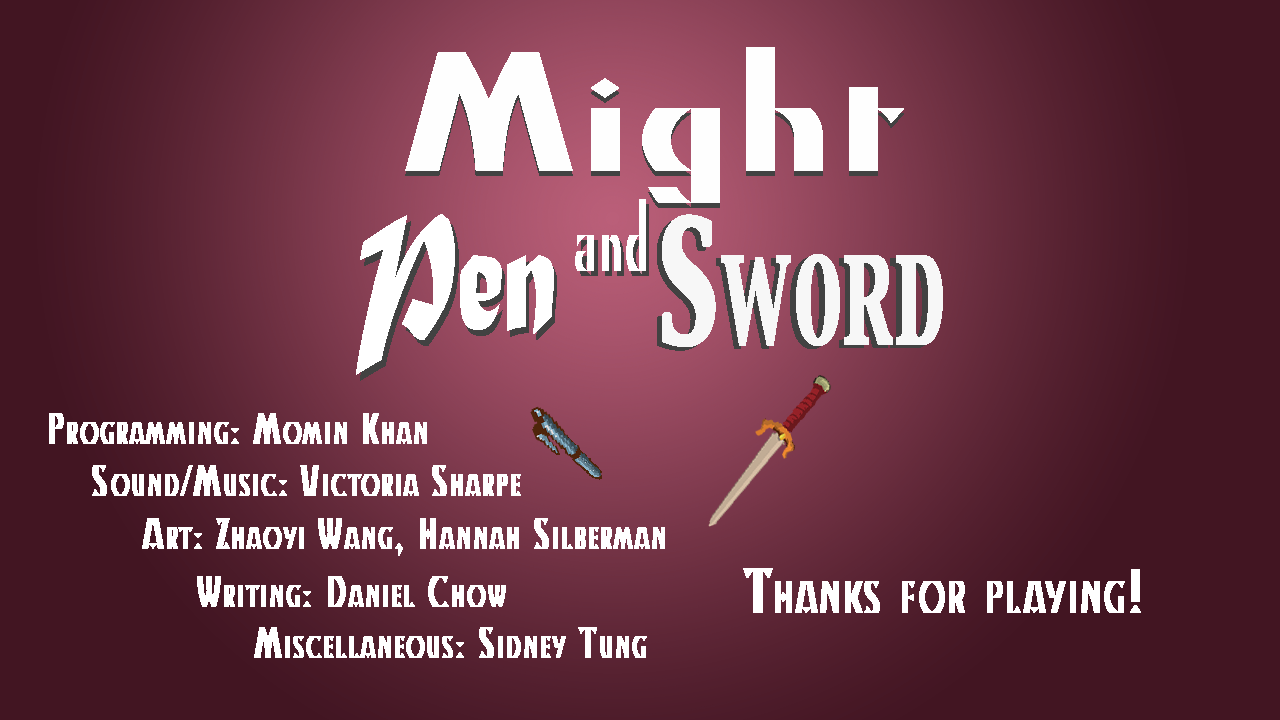 Might
Pen and Sword
Programming: Momin Khan
Sound/Music: Victoria Sharpe
Art: Zhaoyi Wang, Hannah Silberman
Writing: Daniel Chow
Thanks for playing!
Miscellaneous: Sidney Tung